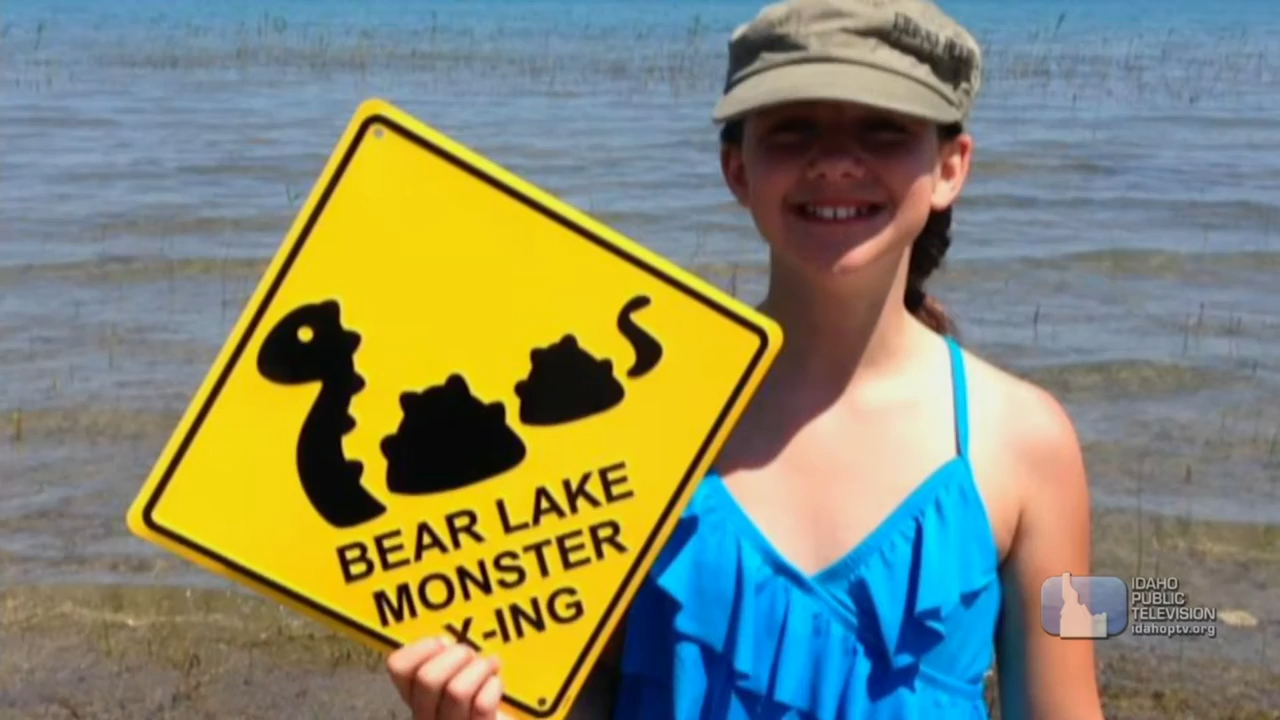 BEAR LAKE
MONSTER
X-ING
IDAHO
PUBLIC
TELEVISION
idahoptv.org